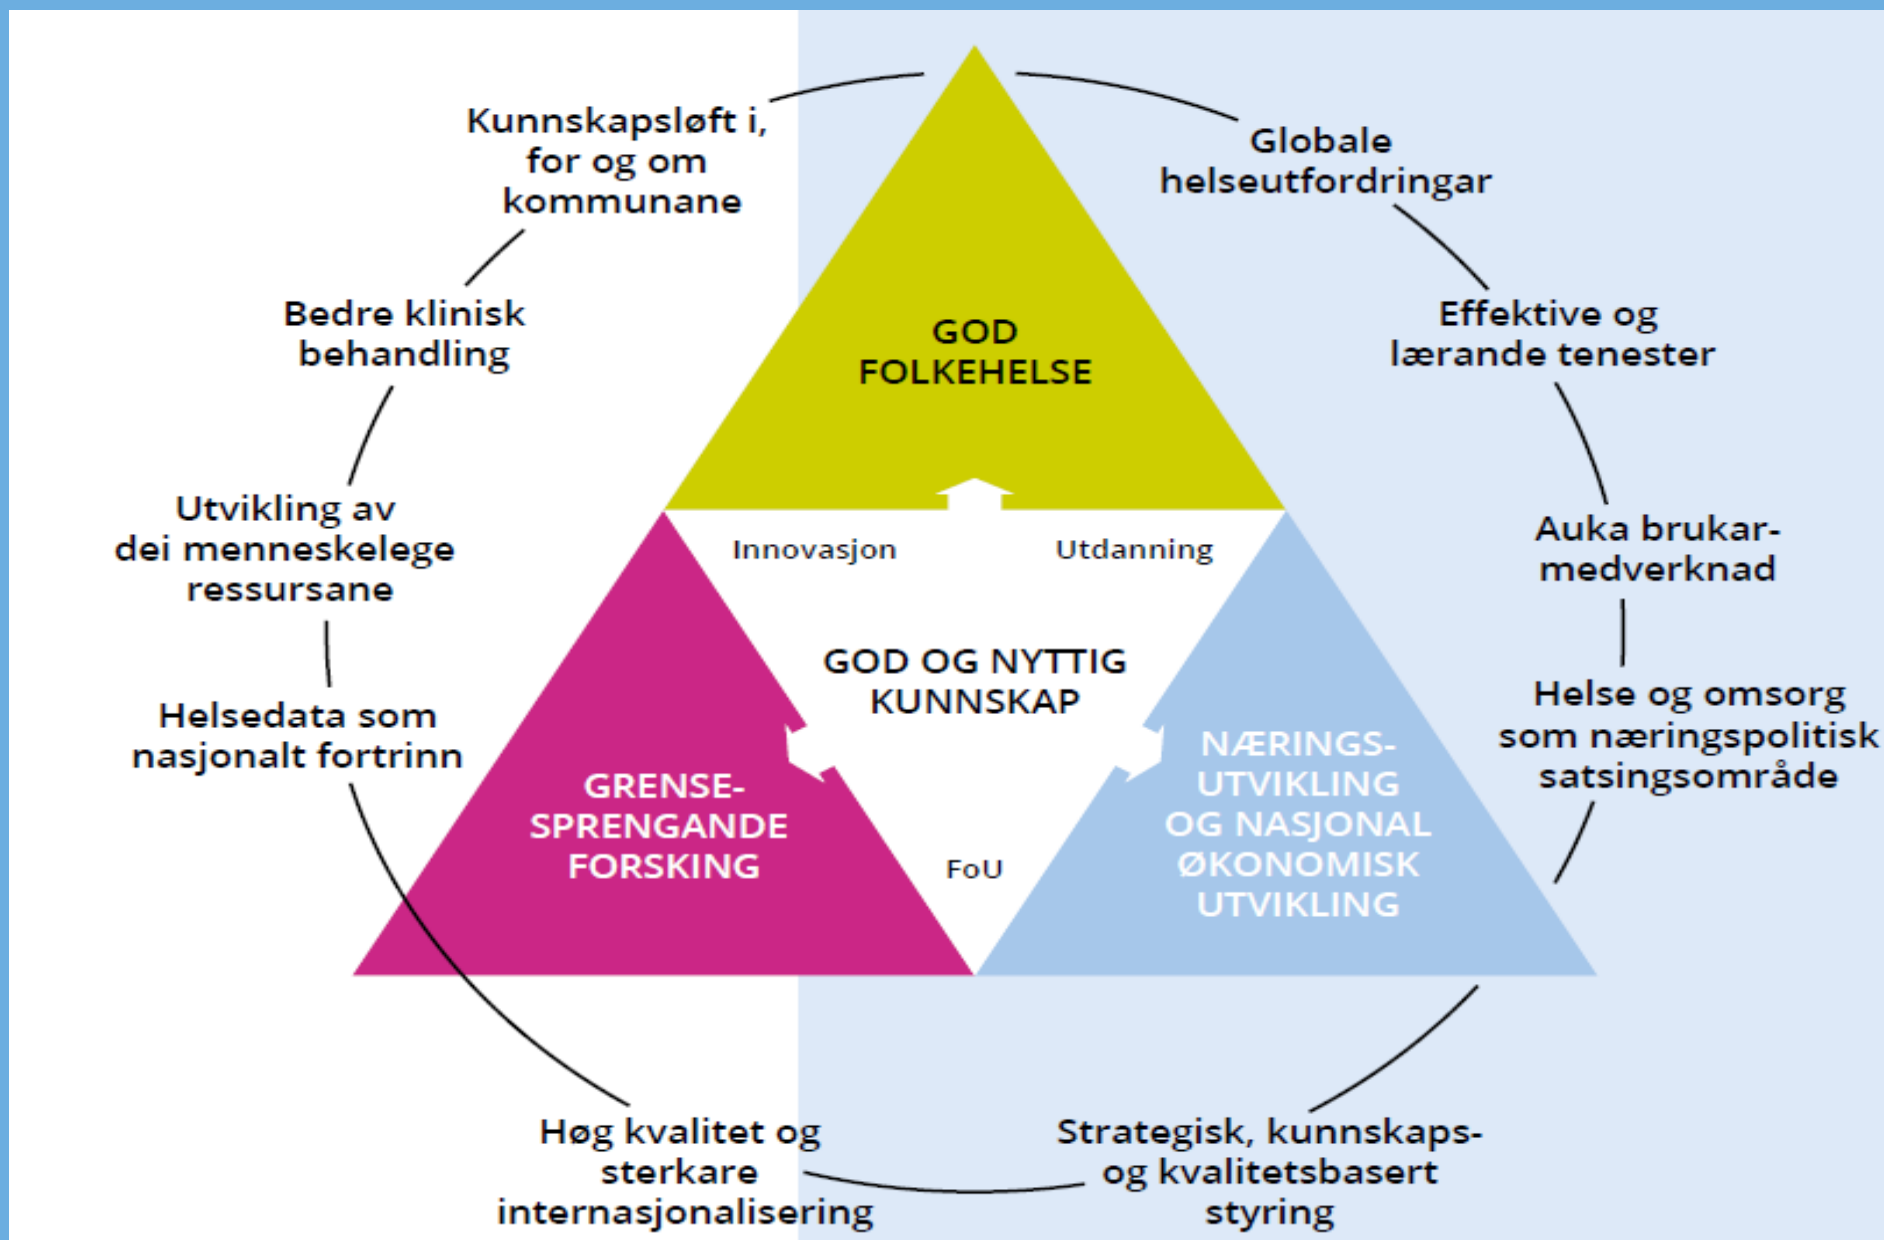 Kunnskapsløft i,
for og om
kommunane
Globale
helseutfordringar
Bedre klinisk
behandling
GOD
FOLKEHELSE
Effektive og
lærande tenester
Utvikling av
dei menneskelege
ressursane
Innovasjon
Utdanning
Auka brukar-
medverknad
GOD OG NYTTIG
KUNNSKAP
Helsedata som
nasjonalt fortrinn
Helse og omsorg
som næringspolitisk
satsingsområde
GRENSE-
SPRENGANDE
FORSKING
NÆRINGS-
UTVIKLING
OG NASJONAL
ØKONOMISK
UTVIKLING
FoU
Høg kvalitet og
sterkare
internasjonalisering
Strategisk, kunnskaps-
og kvalitetsbasert
styring